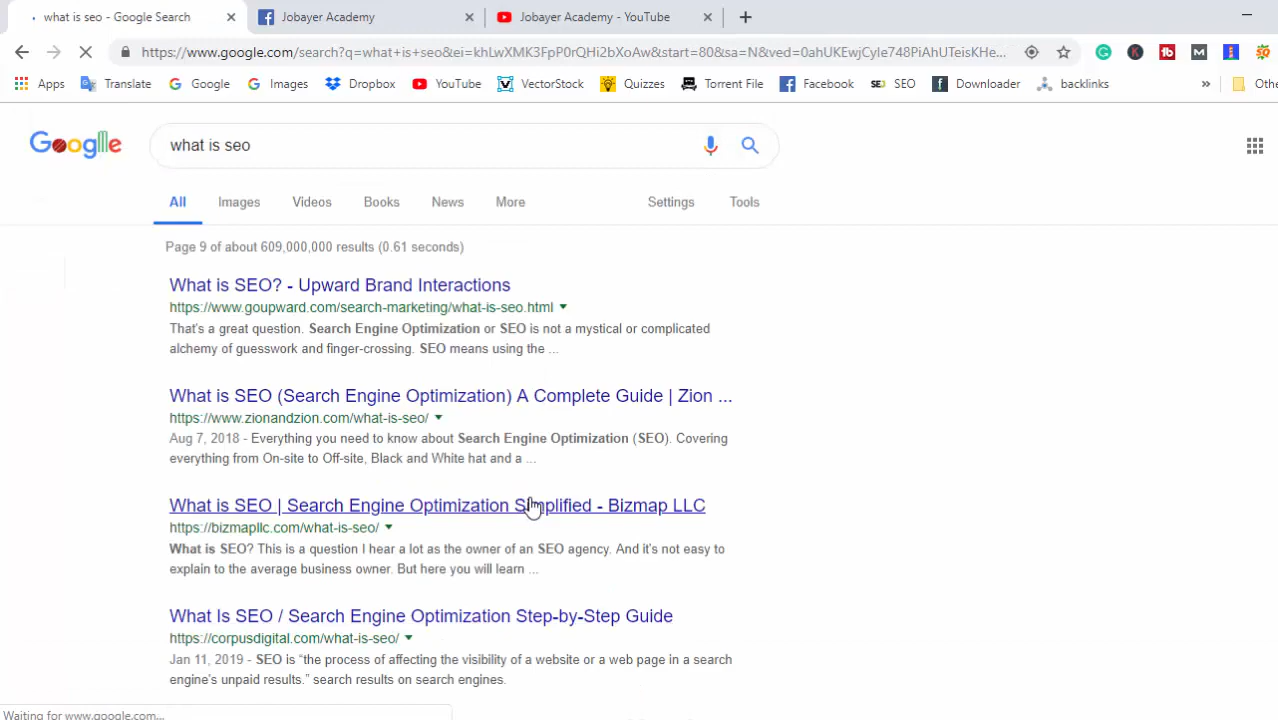 what is seo - Google Search
Jobayer Academy
Jobayer Academy - YouTube
https://www.google.com/search?q=what+is+seo&ei=khLwXMK3FpP0rQHi2bXoAw&start=80&sa=N&ved=0ahUKEwjCyIe748PiAhUTeisKHe...
Apps
Translate
Google
Images
Dropbox
YouTube
VectorStock
Quizzes
Torrent File
Facebook
SEO
SEO
Downloader
backlinks
»
Othe
Google
what is seo
All
Images
Videos
Books
News
More
Settings
Tools
Page 9 of about 609,000,000 results (0.61 seconds)
What is SEO? - Upward Brand Interactions
https://www.goupward.com/search-marketing/what-is-seo.html
That's a great question. Search Engine Optimization or SEO is not a mystical or complicated
alchemy of guesswork and finger-crossing. SEO means using the ...
What is SEO (Search Engine Optimization) A Complete Guide | Zion ...
https://www.zionandzion.com/what-is-seo/
Aug 7, 2018 - Everything you need to know about Search Engine Optimization (SEO). Covering
everything from On-site to Off-site, Black and White hat and a ...
What is SEO | Search Engine Optimization Simplified - Bizmap LLC
https://bizmapllc.com/what-is-seo/
What is SEO? This is a question I hear a lot as the owner of an SEO agency. And it's not easy to
explain to the average business owner. But here you will learn ...
What Is SEO / Search Engine Optimization Step-by-Step Guide
https://corpusdigital.com/what-is-seo/
Jan 11, 2019 - SEO is “the process of affecting the visibility of a website or a web page in a search
engine's unpaid results.” search results on search engines.
Waiting for www.google.com...